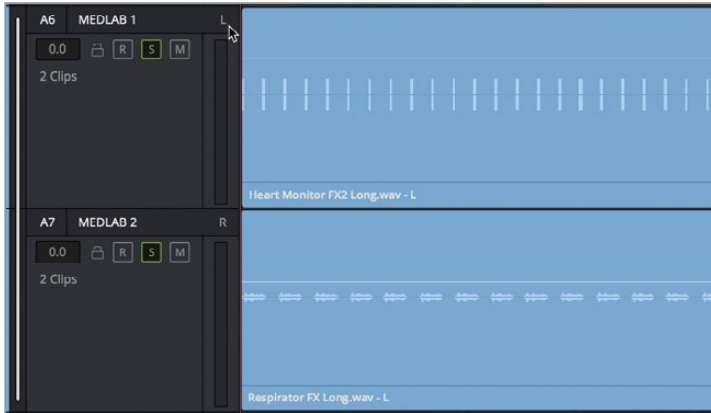 A6 MEDLAB 1 L
0.0 R S M
2 Clips
Heart Monitor FX2 Long.wav - L
A7 MEDLAB 2 R
0.0 R S M
2 Clips
Respirator FX Long.wav - L